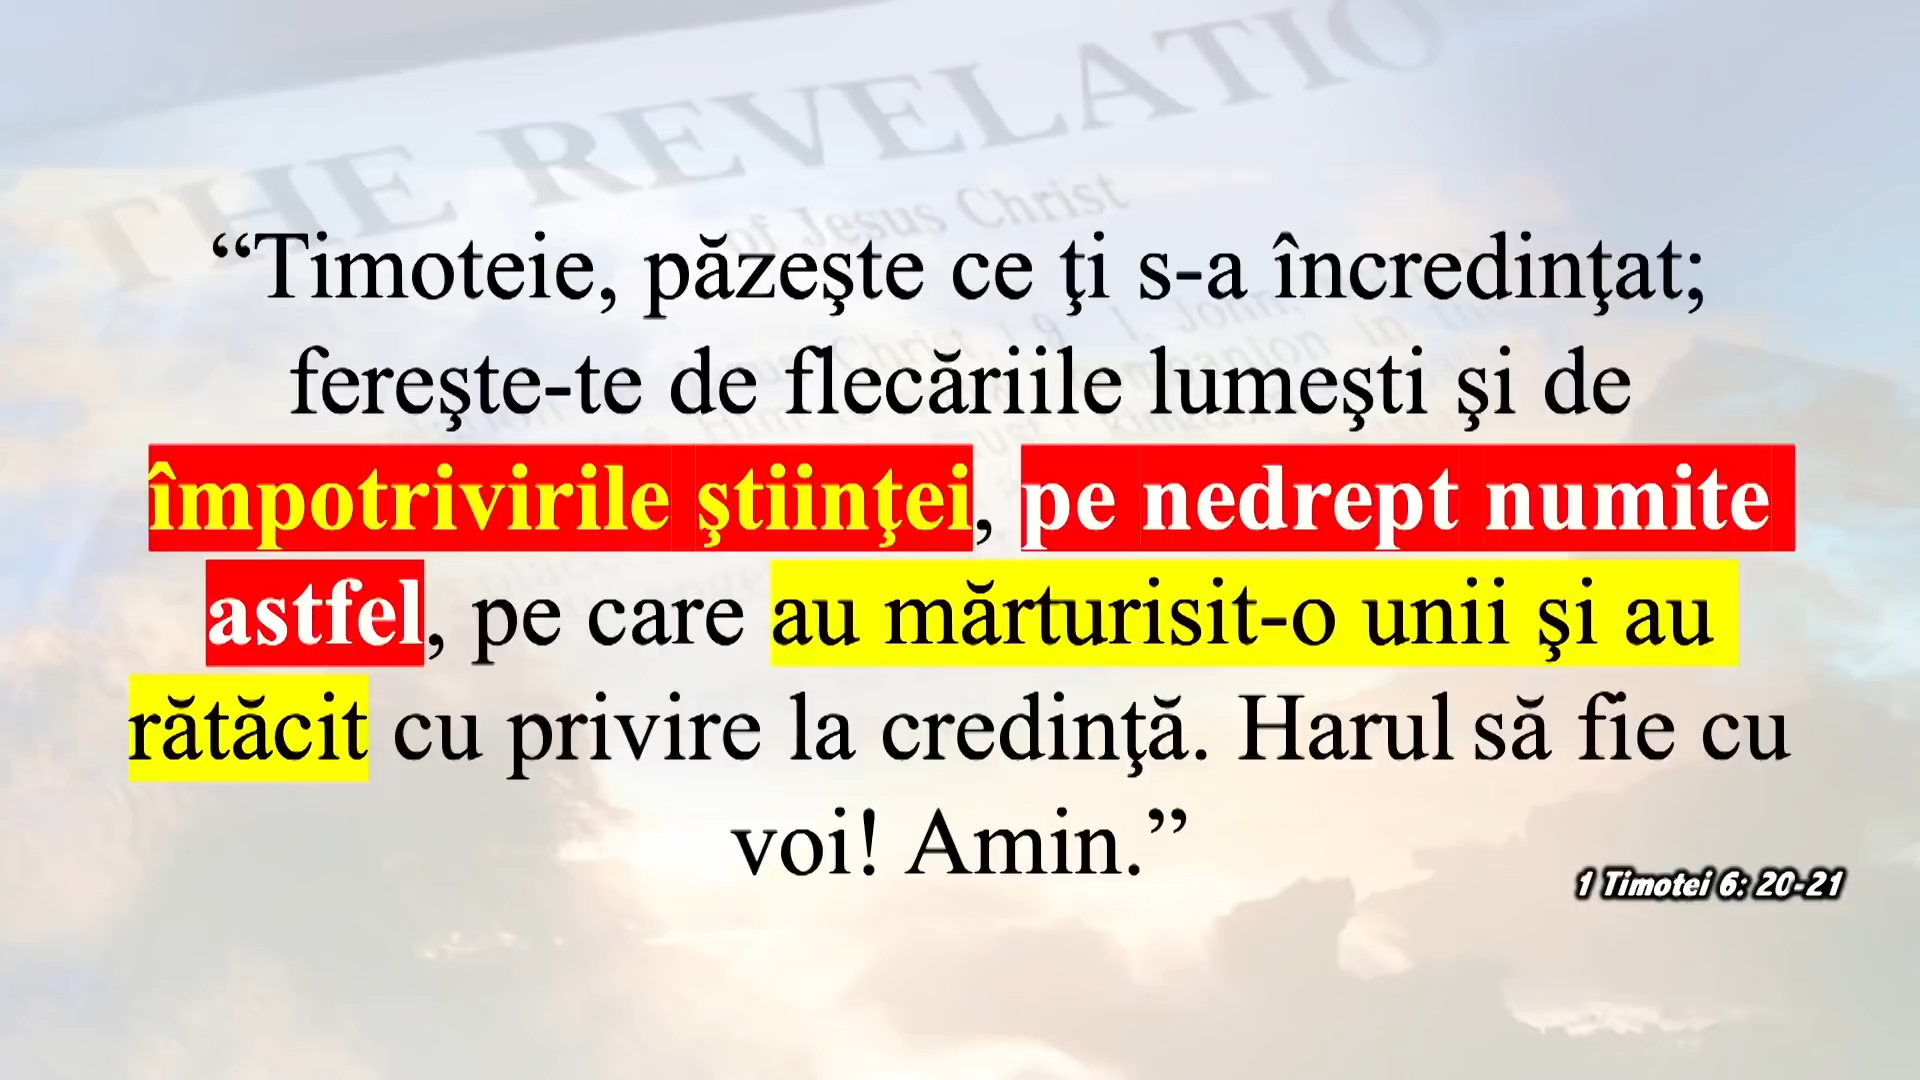 THE REVELATIO
of Jesus Christ
“Timoteie, păzeşte ce ţi s-a încredinţat;
fereşte-te de flecăriile lumeşti şi de
împotrivirile ştiinţei, pe nedrept numite
astfel, pe care au mărturisit-o unii şi au
rătăcit cu privire la credinţă. Harul să fie cu
voi! Amin.”
1 Timotei 6: 20-21